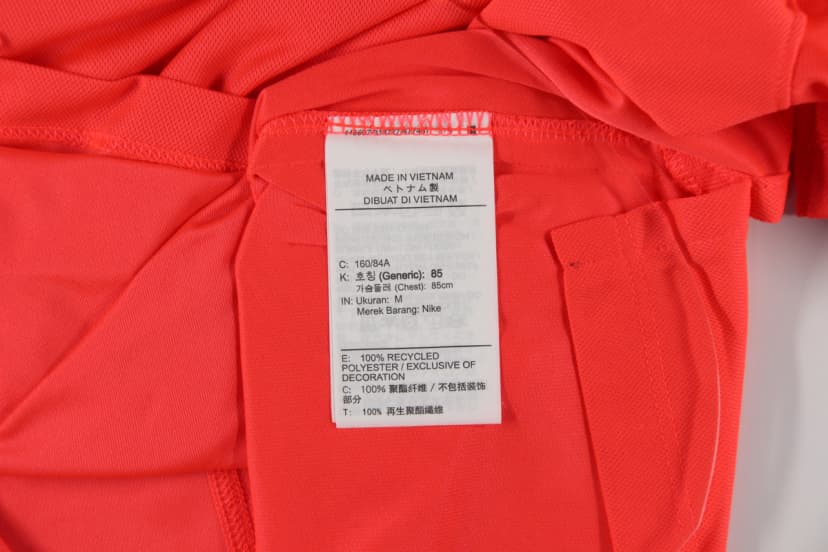 MADE IN VIETNAM
ベトナム製
DIBUAT DI VIETNAM
C: 160/84A
K: 호칭 (Generic): 85
가슴둘레 (Chest): 85cm
IN: Ukuran: M
Merek Barang: Nike
E: 100% RECYCLED
POLYESTER / EXCLUSIVE OF
DECORATION
C: 100% 聚酯纤维 / 不包括装饰
部分
T: 100% 再生聚酯纖維